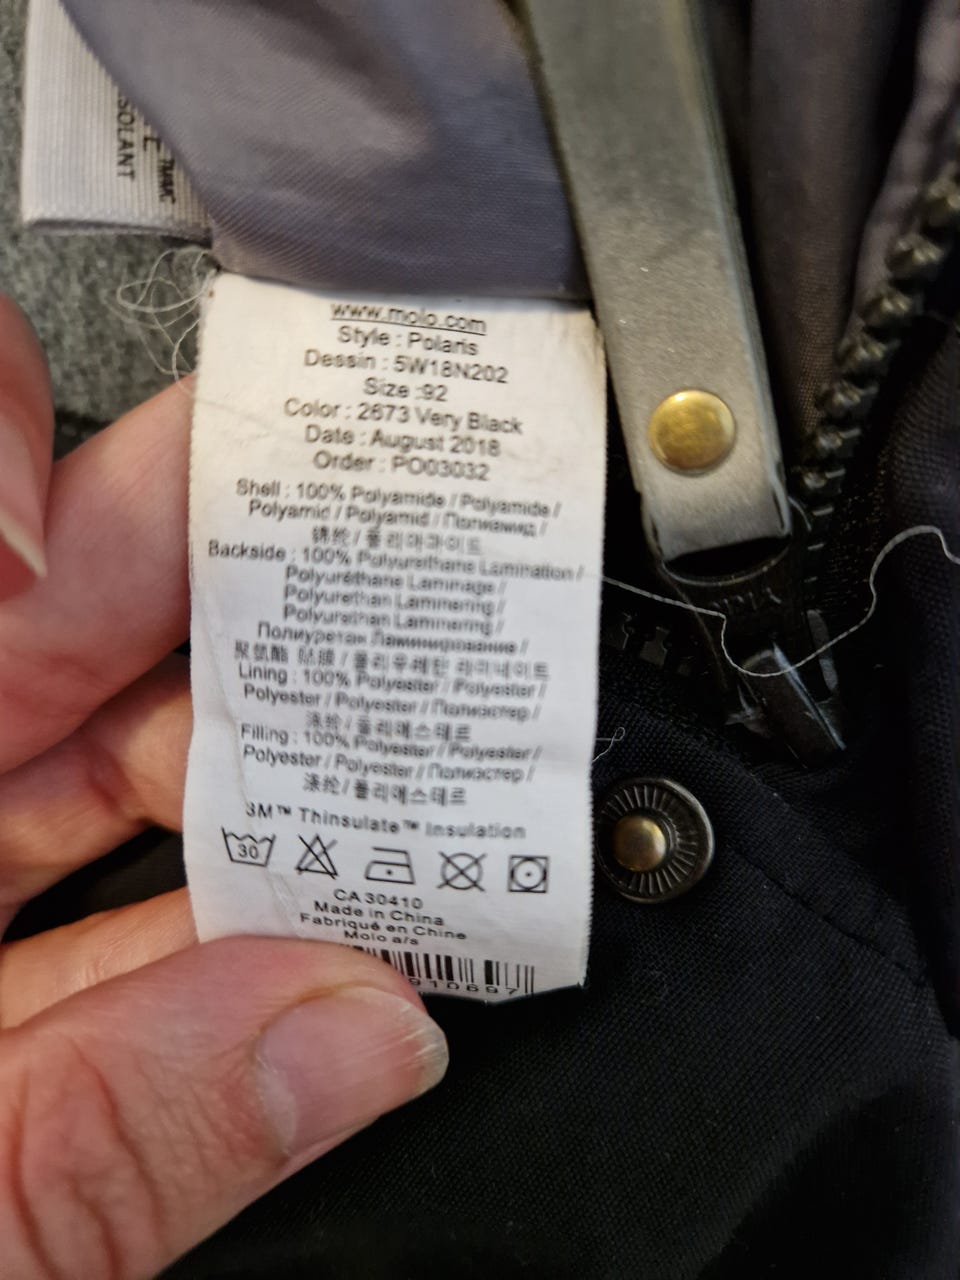 SOLANT
www.molo.com
Style : Polaris
Dessin : 5W18N202
Size :92
Color : 2673 Very Black
Date : August 2018
Order : PO03032
Shell : 100% Polyamide / Polyamide /
Polyamid / Polyamid / Полиамид /
锦纶 / 폴리아마이드
Backside : 100% Polyurethane Lamination /
Polyuréthane Laminage /
Polyurethan Laminering /
Polyurethan Laminering /
Полиуретан Ламинирование /
聚氨酯 贴膜 / 폴리우레탄 라미네이트
Lining : 100% Polyester / Polyester /
Polyester / Polyester / Полиэстер /
涤纶 / 폴리에스테르
Filling : 100% Polyester / Polyester /
Polyester / Polyester / Полиэстер /
涤纶 / 폴리에스테르
3M™ Thinsulate™ Insulation
30
CA30410
Made in China
Fabriqué en Chine
Molo a/s
910697